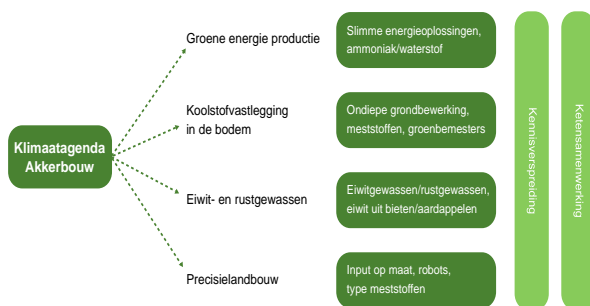 Klimaatagenda
Akkerbouw
Groene energie productie
Slimme energieoplossingen,
ammoniak/waterstof
Koolstofvastlegging
in de bodem
Ondiepe grondbewerking,
meststoffen, groenbemesters
Eiwit- en rustgewassen
Eiwitgewassen/rustgewassen,
eiwit uit bieten/aardappelen
Precisielandbouw
Input op maat, robots,
type meststoffen
Kennisverspreiding
Ketensamenwerking